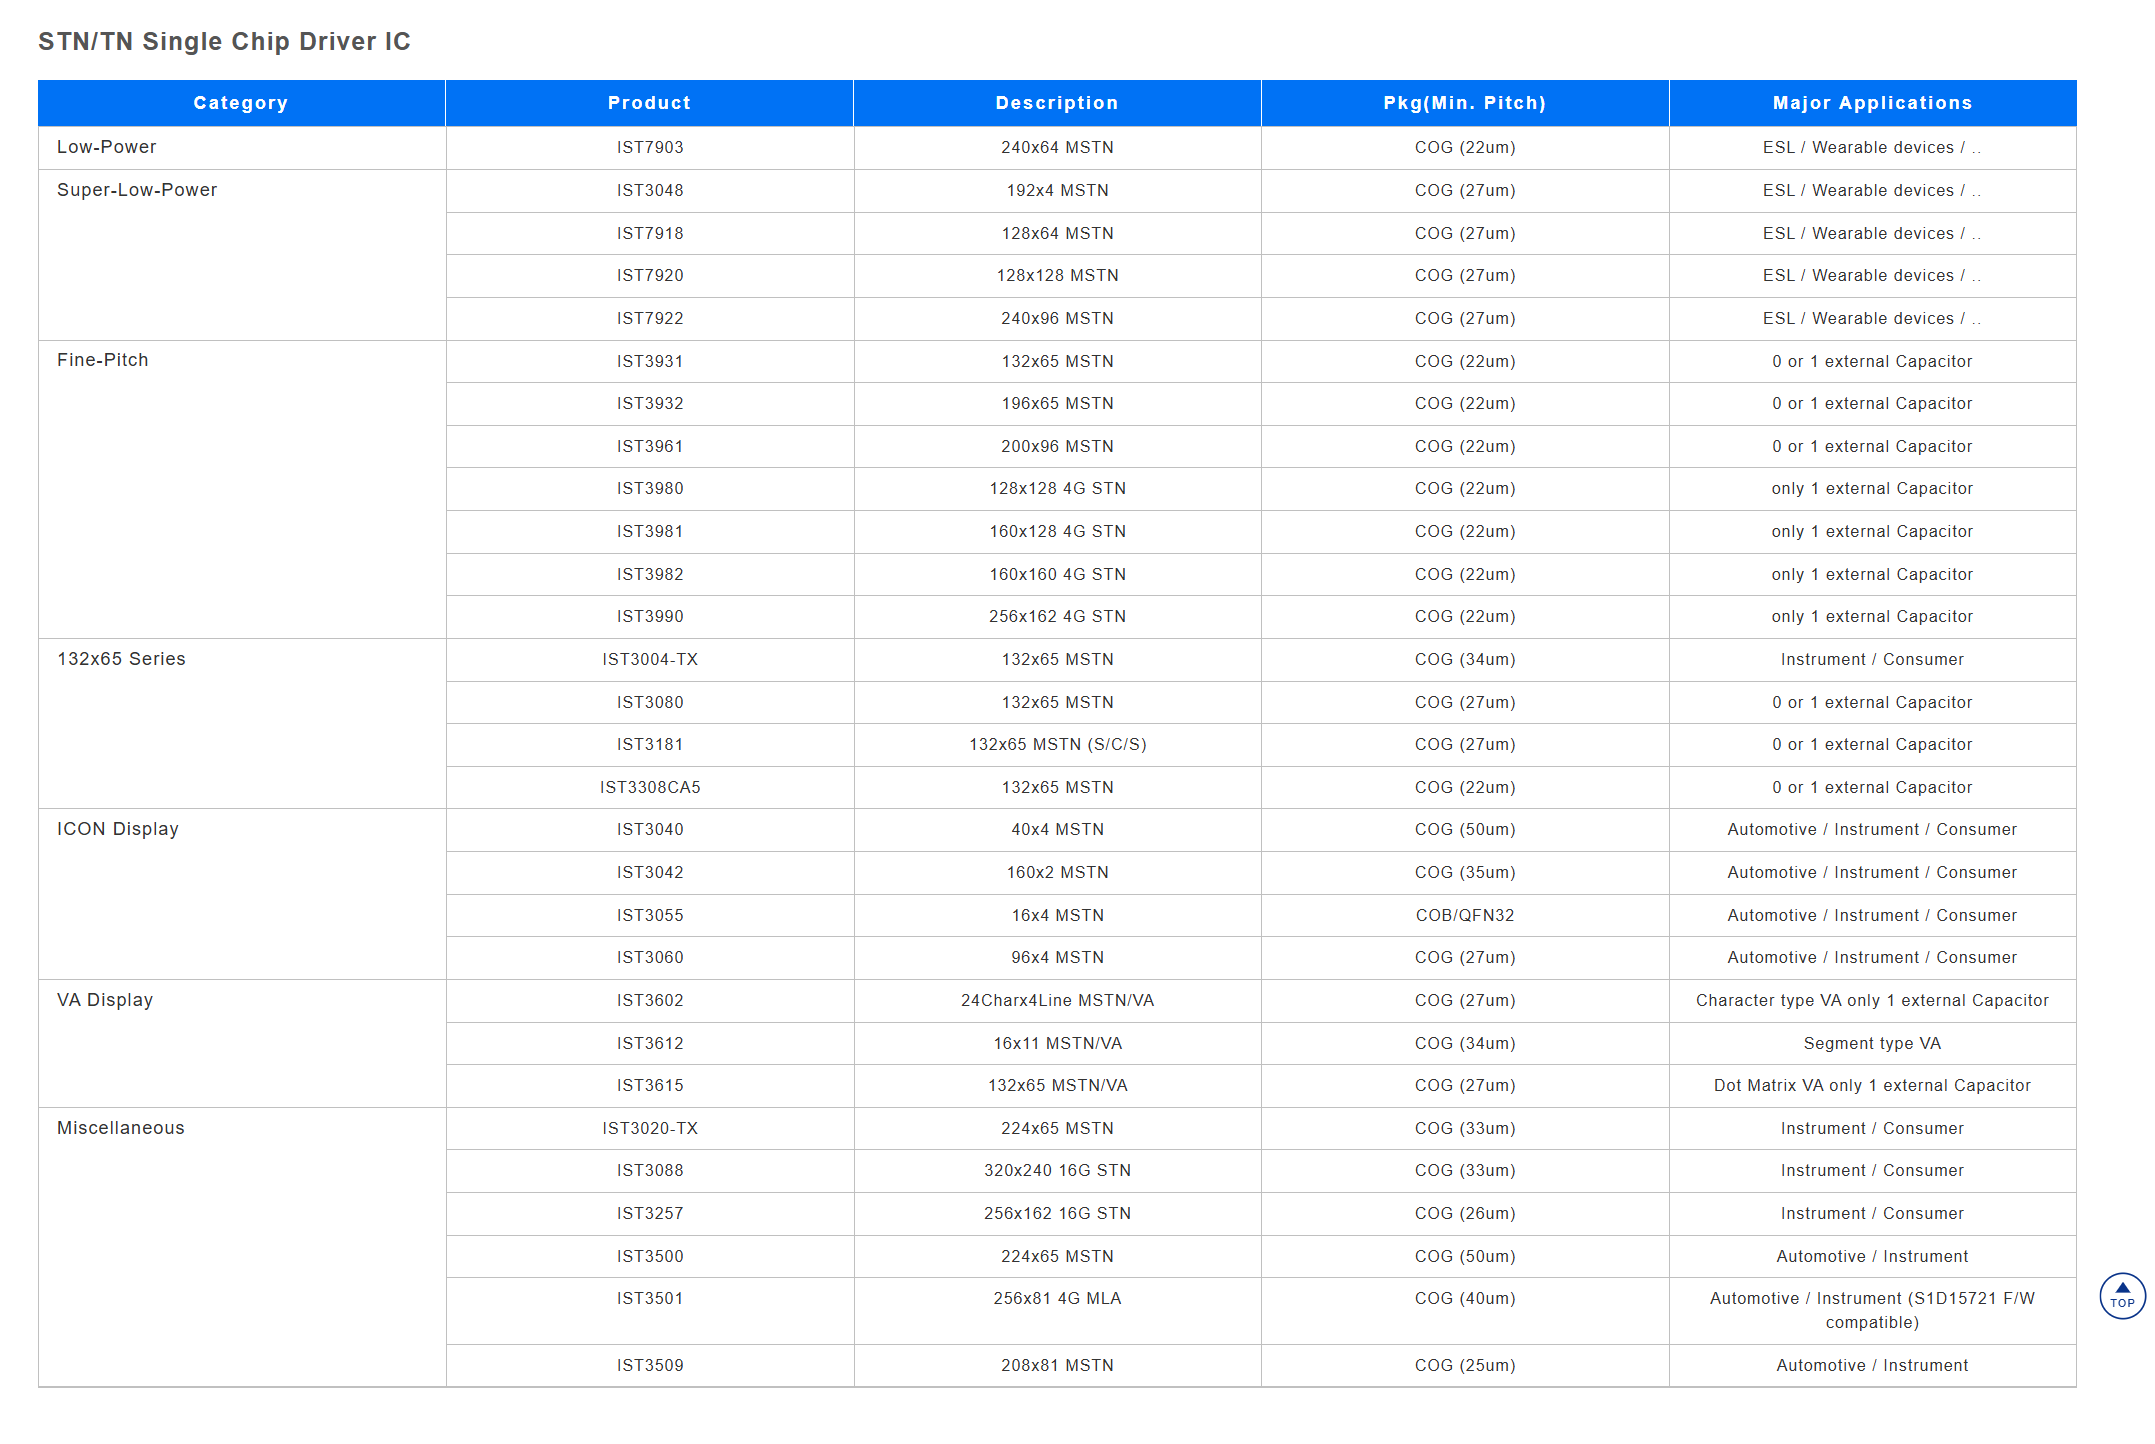 STN/TN Single Chip Driver IC
Category Product Description Pkg(Min. Pitch) Major Applications
Low-Power IST7903 240x64 MSTN COG (22um) ESL / Wearable devices / ..
Super-Low-Power IST3048 192x4 MSTN COG (27um) ESL / Wearable devices / ..
IST7918 128x64 MSTN COG (27um) ESL / Wearable devices / ..
IST7920 128x128 MSTN COG (27um) ESL / Wearable devices / ..
IST7922 240x96 MSTN COG (27um) ESL / Wearable devices / ..
Fine-Pitch IST3931 132x65 MSTN COG (22um) 0 or 1 external Capacitor
IST3932 196x65 MSTN COG (22um) 0 or 1 external Capacitor
IST3961 200x96 MSTN COG (22um) 0 or 1 external Capacitor
IST3980 128x128 4G STN COG (22um) only 1 external Capacitor
IST3981 160x128 4G STN COG (22um) only 1 external Capacitor
IST3982 160x160 4G STN COG (22um) only 1 external Capacitor
IST3990 256x162 4G STN COG (22um) only 1 external Capacitor
132x65 Series IST3004-TX 132x65 MSTN COG (34um) Instrument / Consumer
IST3080 132x65 MSTN COG (27um) 0 or 1 external Capacitor
IST3181 132x65 MSTN (S/C/S) COG (27um) 0 or 1 external Capacitor
IST3308CA5 132x65 MSTN COG (22um) 0 or 1 external Capacitor
ICON Display IST3040 40x4 MSTN COG (50um) Automotive / Instrument / Consumer
IST3042 160x2 MSTN COG (35um) Automotive / Instrument / Consumer
IST3055 16x4 MSTN COB/QFN32 Automotive / Instrument / Consumer
IST3060 96x4 MSTN COG (27um) Automotive / Instrument / Consumer
VA Display IST3602 24Charx4Line MSTN/VA COG (27um) Character type VA only 1 external Capacitor
IST3612 16x11 MSTN/VA COG (34um) Segment type VA
IST3615 132x65 MSTN/VA COG (27um) Dot Matrix VA only 1 external Capacitor
Miscellaneous IST3020-TX 224x65 MSTN COG (33um) Instrument / Consumer
IST3088 320x240 16G STN COG (33um) Instrument / Consumer
IST3257 256x162 16G STN COG (26um) Instrument / Consumer
IST3500 224x65 MSTN COG (50um) Automotive / Instrument
IST3501 256x81 4G MLA COG (40um) Automotive / Instrument (S1D15721 F/W
compatible)
TOP
IST3509 208x81 MSTN COG (25um) Automotive / Instrument